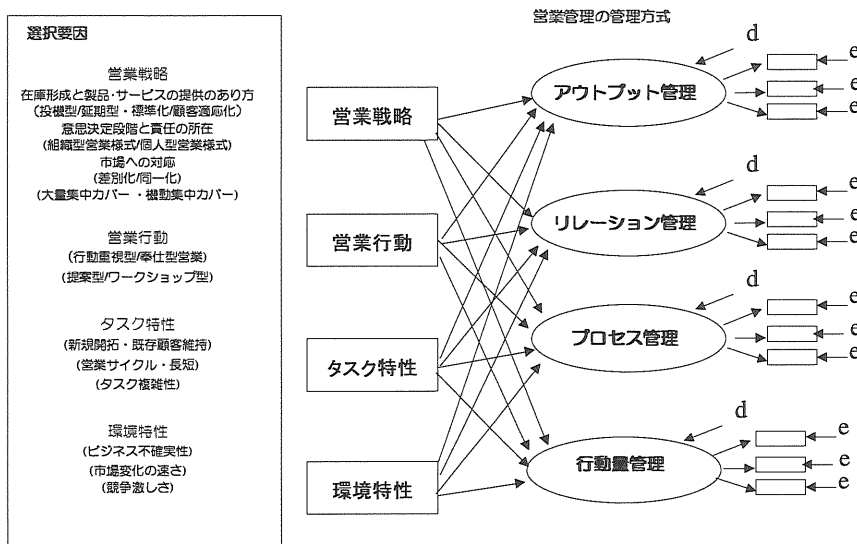 営業管理の管理方式
選択要因
営業戦略
在庫形成と製品・サービスの提供のあり方
(投機型/延期型・標準化/顧客適応化)
意思決定段階と責任の所在
(組織型営業様式/個人型営業様式)
市場への対応
(差別化/同一化)
(大量集中カバー ・機動集中カバー)
営業行動
(行動重視型/奉仕型営業)
(提案型/ワークショップ型)
タスク特性
(新規開拓・既存顧客維持)
(営業サイクル・長短)
(タスク複雑性)
環境特性
(ビジネス不確実性)
(市場変化の速さ)
(競争激しさ)
営業戦略
営業行動
タスク特性
環境特性
d
アウトプット管理
e
e
e
d
リレーション管理
e
e
e
d
プロセス管理
e
e
e
d
行動量管理
e
e
e